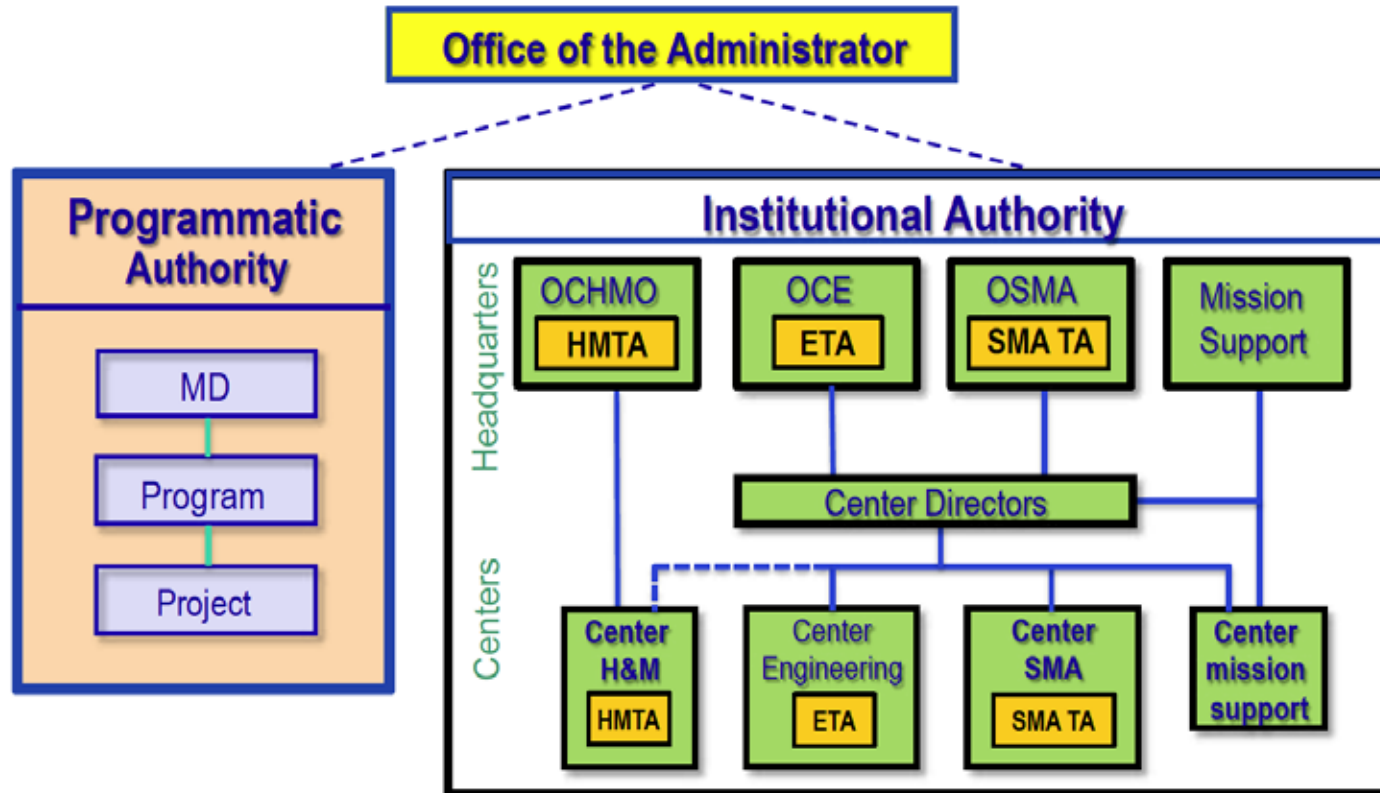 Office of the Administrator
Programmatic
Authority
MD
Program
Project
Institutional Authority
Headquarters
OCHMO
HMTA
OCE
ETA
OSMA
SMA TA
Mission
Support
Center Directors
Centers
Center
H&M
HMTA
Center
Engineering
ETA
Center
SMA
SMA TA
Center
mission
support